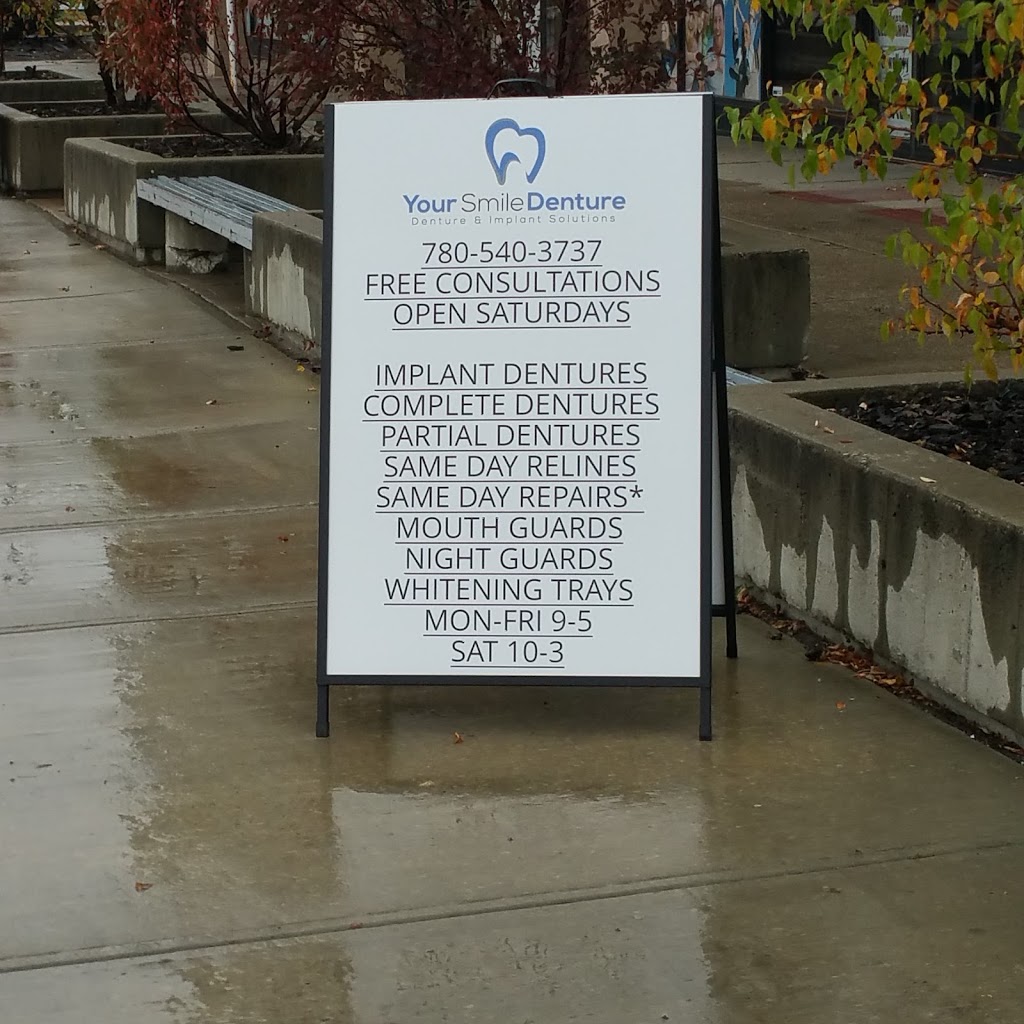 Your Smile Denture
Denture & Implant Solutions
780-540-3737
FREE CONSULTATIONS
OPEN SATURDAYS
IMPLANT DENTURES
COMPLETE DENTURES
PARTIAL DENTURES
SAME DAY RELINES
SAME DAY REPAIRS*
MOUTH GUARDS
NIGHT GUARDS
WHITENING TRAYS
MON-FRI 9-5
SAT 10-3